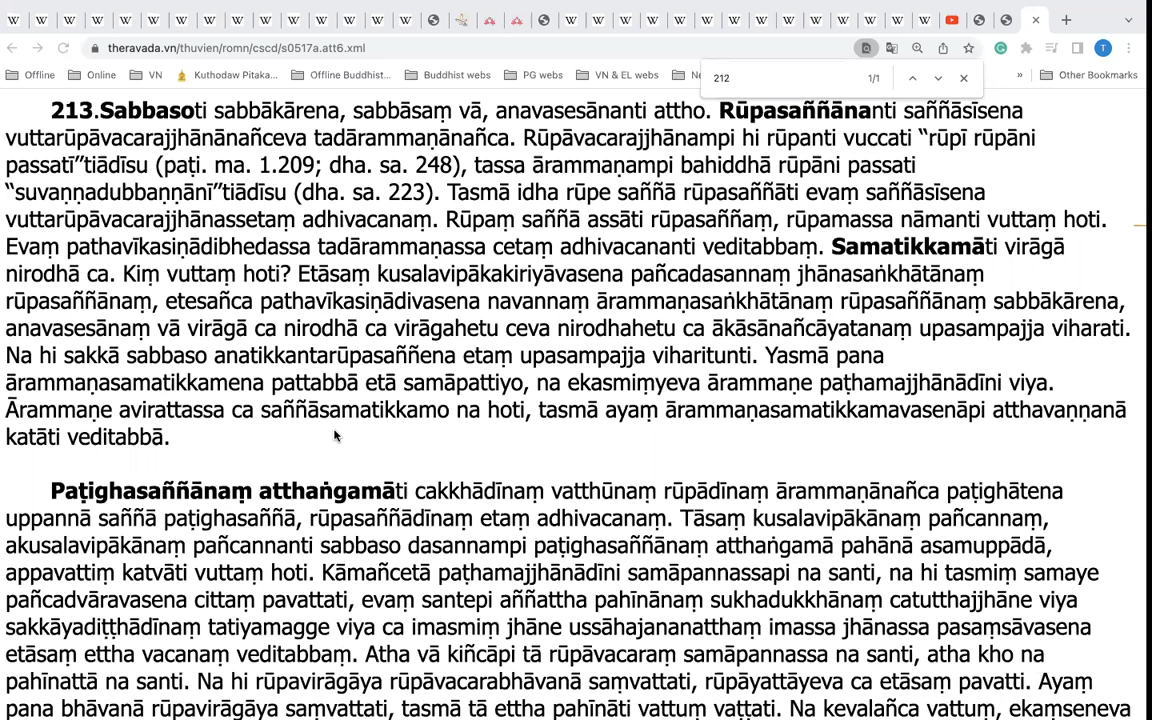 theravada.vn/thuvien/romn/cscd/s0517a.att6.xml
Offline
Online
VN
Kuthodaw Pitaka...
Offline Buddhist...
Buddhist webs
PG webs
VN & EL webs
212
1/1
»
Other Bookmarks
213.Sabbasoti sabbākārena, sabbāsaṃ vā, anavasesānanti attho. Rūpasaññānanti saññāsīsena
vuttarūpāvacarajjhānānañceva tadārammaṇānañca. Rūpāvacarajjhānampi hi rūpanti vuccati “rūpī rūpāni
passatī”tiādīsu (paṭi. ma. 1.209; dha. sa. 248), tassa ārammaṇampi bahiddhā rūpāni passati
“suvaṇṇadubbaṇṇānī”tiādīsu (dha. sa. 223). Tasmā idha rūpe saññā rūpasaññāti evaṃ saññāsīsena
vuttarūpāvacarajjhānassetaṃ adhivacanaṃ. Rūpaṃ saññā assāti rūpasaññaṃ, rūpamassa nāmanti vuttaṃ hoti.
Evaṃ pathavīkasiṇādibhedassa tadārammaṇassa cetaṃ adhivacananti veditabbaṃ. Samatikkamāti virāgā
nirodhā ca. Kiṃ vuttaṃ hoti? Etāsaṃ kusalavipākakiriyāvasena pañcadasannaṃ jhānasaṅkhātānaṃ
rūpasaññānaṃ, etesañca pathavīkasiṇādivasena navannaṃ ārammaṇasaṅkhātānaṃ rūpasaññānaṃ sabbākārena,
anavasesānaṃ vā virāgā ca nirodhā ca virāgahetu ceva nirodhahetu ca ākāsānañcāyatanaṃ upasampajja viharati.
Na hi sakkā sabbaso anatikkantarūpasaññena etaṃ upasampajja viharitunti. Yasmā pana
ārammaṇasamatikkamena pattabbā etā samāpattiyo, na ekasmiṃyeva ārammaṇe paṭhamajjhānādīni viya.
Ārammaṇe avirattassa ca saññāsamatikkamo na hoti, tasmā ayaṃ ārammaṇasamatikkamavasenāpi atthavaṇṇanā
katāti veditabbā.
Paṭighasaññānaṃ atthaṅgamāti cakkhādīnaṃ vatthūnaṃ rūpādīnaṃ ārammaṇānañca paṭighātena
uppannā saññā paṭighasaññā, rūpasaññādīnaṃ etaṃ adhivacanaṃ. Tāsaṃ kusalavipākānaṃ pañcannaṃ,
akusalavipākānaṃ pañcannanti sabbaso dasannampi paṭighasaññānaṃ atthaṅgamā pahānā asamuppādā,
appavattiṃ katvāti vuttaṃ hoti. Kāmañcetā paṭhamajjhānādīni samāpannassapi na santi, na hi tasmiṃ samaye
pañcadvāravasena cittaṃ pavattati, evaṃ santepi aññattha pahīnānaṃ sukhadukkhānaṃ catutthajjhāne viya
sakkāyadiṭṭhādīnaṃ tatiyamagge viya ca imasmiṃ jhāne ussāhajananatthaṃ imassa jhānassa pasaṃsāvasena
etāsaṃ ettha vacanaṃ veditabbaṃ. Atha vā kiñcāpi tā rūpāvacaraṃ samāpannassa na santi, atha kho na
pahīnattā na santi. Na hi rūpavirāgāya rūpāvacarabhāvanā saṃvattati, rūpāyattāyeva ca etāsaṃ pavatti. Ayaṃ
pana bhāvanā rūpavirāgāya saṃvattati, tasmā tā ettha pahīnāti vattuṃ vaṭṭati. Na kevalañca vattuṃ, ekaṃseneva